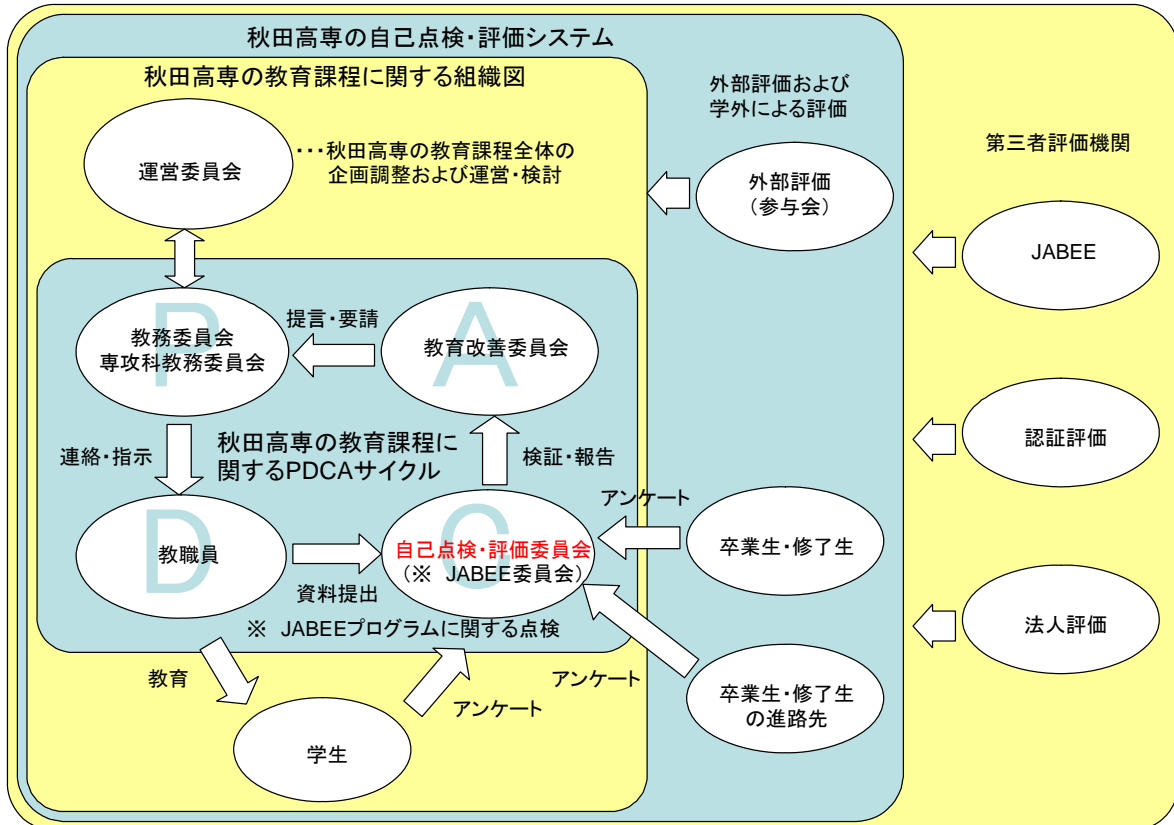 秋田高専の自己点検・評価システム
秋田高専の教育課程に関する組織図
外部評価および
学外による評価
第三者評価機関
運営委員会
・・・秋田高専の教育課程全体の
企画調整および運営・検討
外部評価
(参与会)
JABEE
P
教務委員会
専攻科教務委員会
提言・要請
A
教育改善委員会
連絡・指示
秋田高専の教育課程に
関するPDCAサイクル
検証・報告
認証評価
D
教職員
資料提出
C
自己点検・評価委員会
(※ JABEE委員会)
アンケート
卒業生・修了生
※ JABEEプログラムに関する点検
法人評価
教育
アンケート
アンケート
卒業生・修了生
の進路先
学生